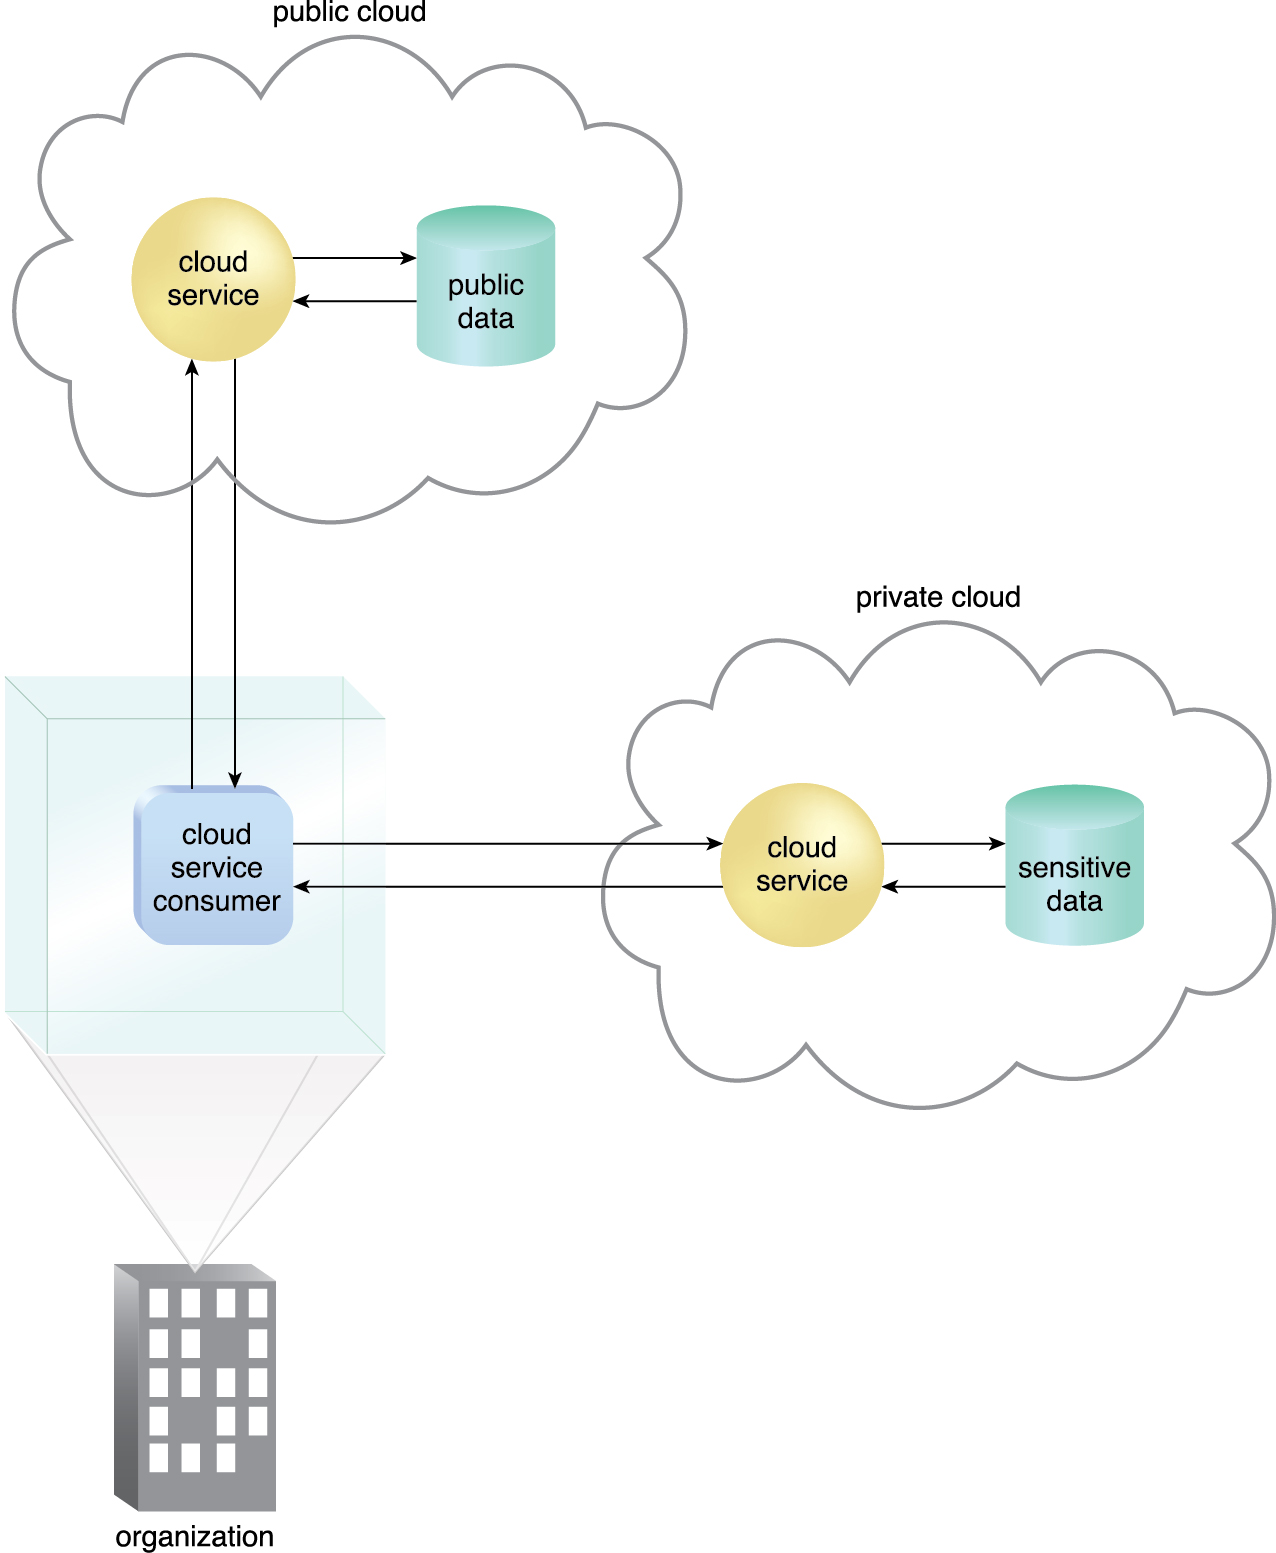 public cloud
cloud
service
public
data
private cloud
cloud
service
consumer
cloud
service
sensitive
data
organization